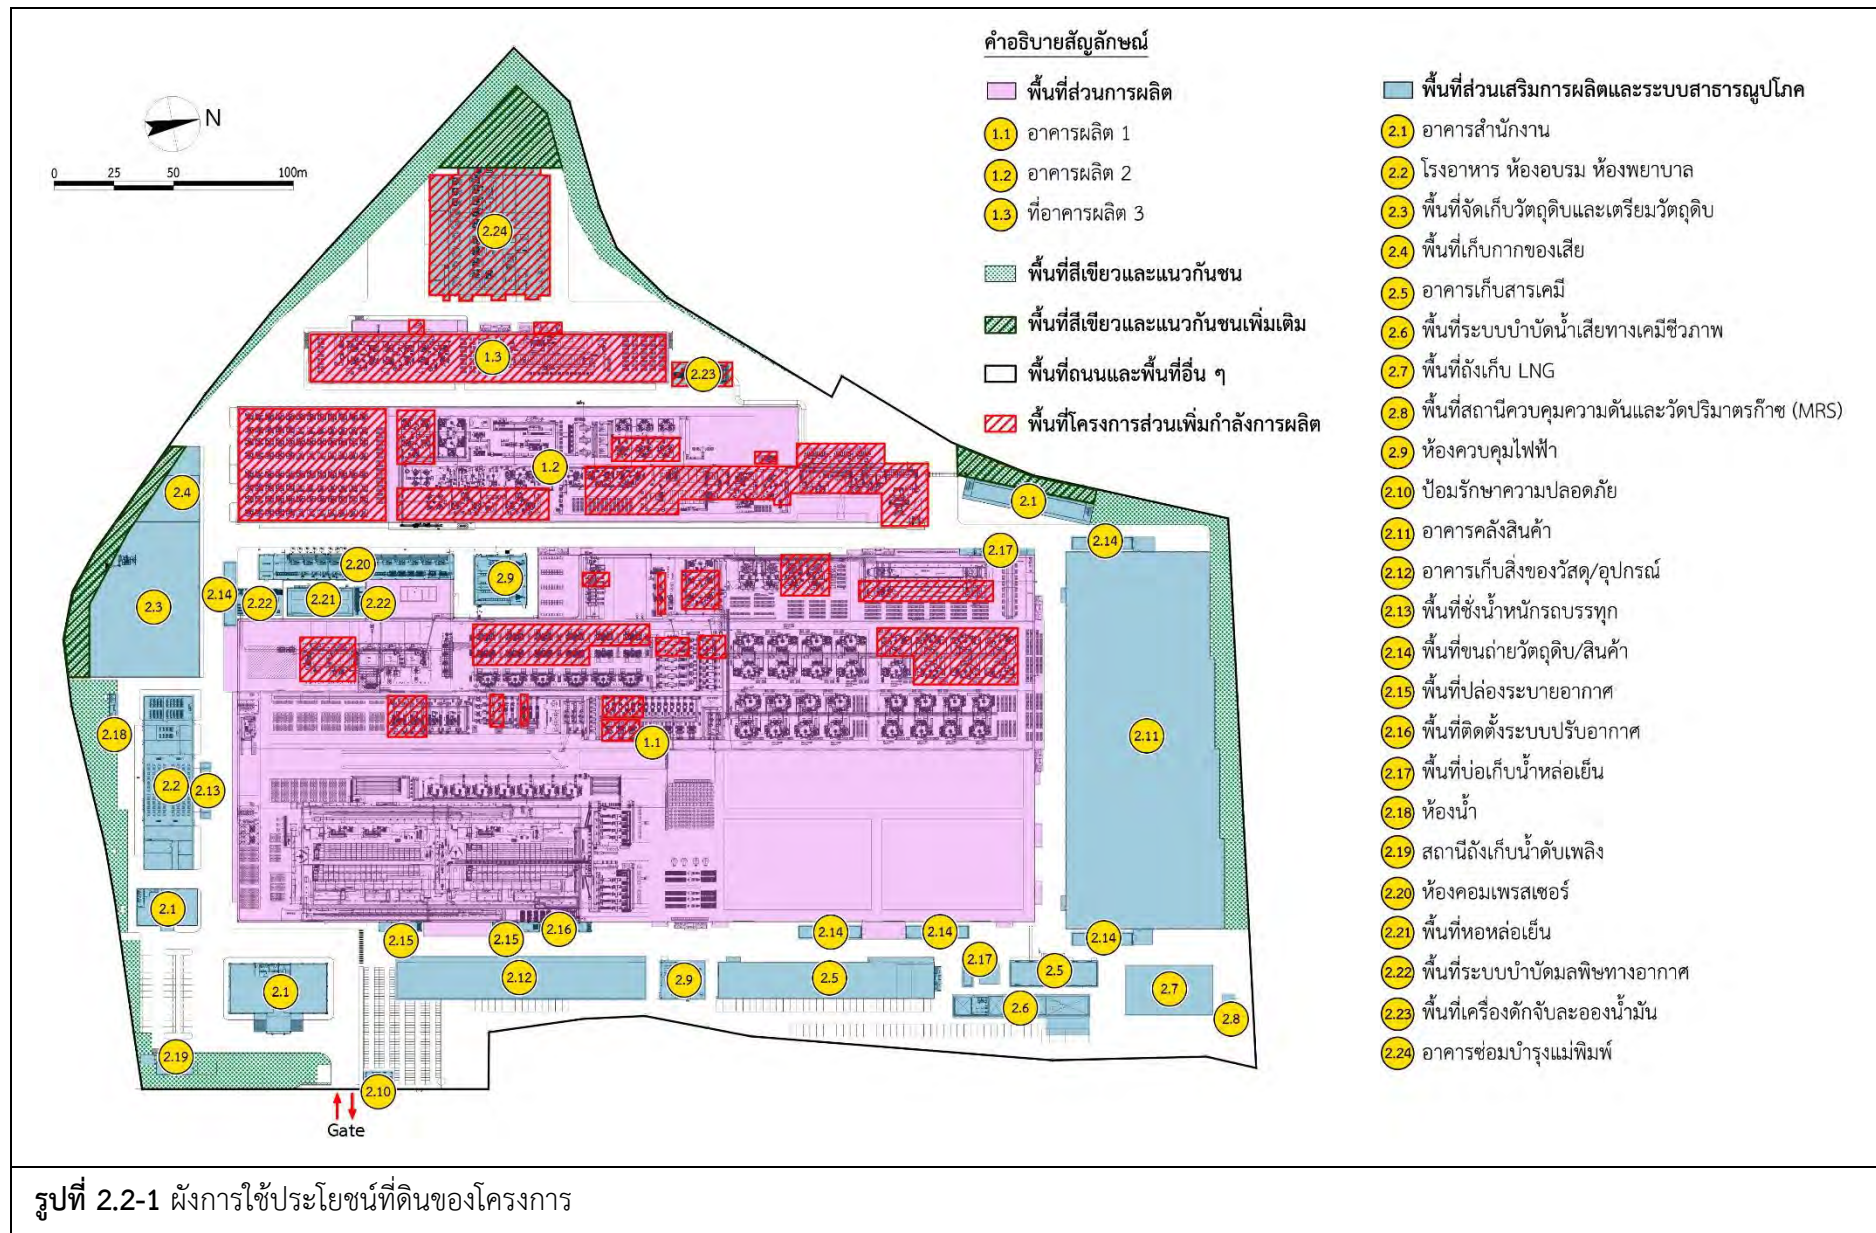 คำอธิบายสัญลักษณ์
พื้นที่ส่วนการผลิต
1.1 อาคารผลิต 1
1.2 อาคารผลิต 2
1.3 ที่อาคารผลิต 3
พื้นที่สีเขียวและแนวกันชน
พื้นที่สีเขียวและแนวกันชนเพิ่มเติม
พื้นที่ถนนและพื้นที่อื่น ๆ
พื้นที่โครงการส่วนเพิ่มกำลังการผลิต
พื้นที่ส่วนเสริมการผลิตและระบบสาธารณูปโภค
2.1 อาคารสำนักงาน
2.2 โรงอาหาร ห้องอบรม ห้องพยาบาล
2.3 พื้นที่จัดเก็บวัตถุดิบและเตรียมวัตถุดิบ
2.4 พื้นที่เก็บกากของเสีย
2.5 อาคารเก็บสารเคมี
2.6 พื้นที่ระบบบำบัดน้ำเสียทางเคมีชีวภาพ
2.7 พื้นที่ถังเก็บ LNG
2.8 พื้นที่สถานีควบคุมความดันและวัดปริมาตรก๊าซ (MRS)
2.9 ห้องควบคุมไฟฟ้า
2.10 ป้อมรักษาความปลอดภัย
2.11 อาคารคลังสินค้า
2.12 อาคารเก็บสิ่งของวัสดุ/อุปกรณ์
2.13 พื้นที่ชั่งน้ำหนักรถบรรทุก
2.14 พื้นที่ขนถ่ายวัตถุดิบ/สินค้า
2.15 พื้นที่ปล่องระบายอากาศ
2.16 พื้นที่ติดตั้งระบบปรับอากาศ
2.17 พื้นที่บ่อเก็บน้ำหล่อเย็น
2.18 ห้องน้ำ
2.19 สถานีถังเก็บน้ำดับเพลิง
2.20 ห้องคอมเพรสเซอร์
2.21 พื้นที่หอหล่อเย็น
2.22 พื้นที่ระบบบำบัดมลพิษทางอากาศ
2.23 พื้นที่เครื่องดักจับละอองน้ำมัน
2.24 อาคารซ่อมบำรุงแม่พิมพ์
N
0 25 50 100m
2.24
1.3
2.23
1.2
2.4
2.1
2.14
2.17
2.20
2.9
2.14
2.22
2.21
2.22
2.3
2.18
1.1
2.11
2.2
2.13
2.1
2.15
2.15
2.16
2.14
2.14
2.14
2.17
2.5
2.12
2.9
2.5
2.1
2.7
2.6
2.8
2.19
2.10
Gate
รูปที่ 2.2-1 ผังการใช้ประโยชน์ที่ดินของโครงการ